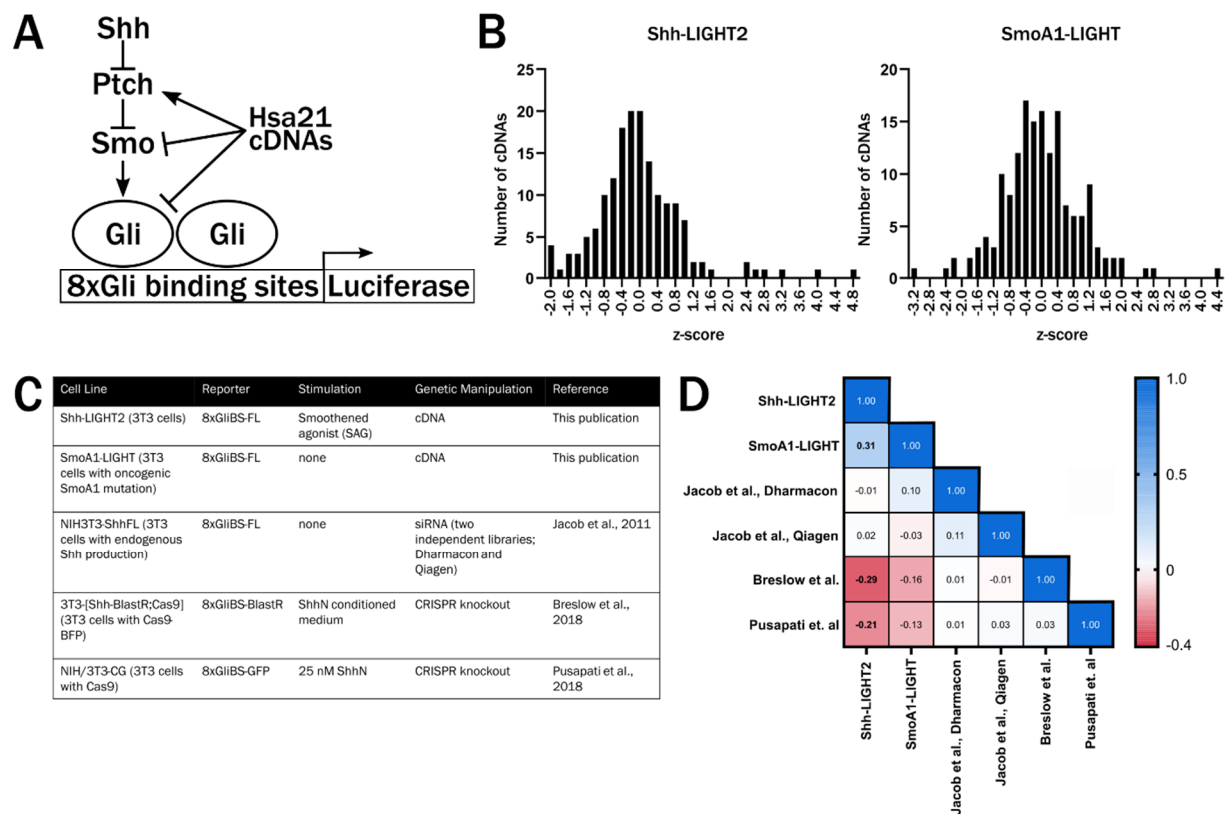 A
Shh
Ptch
Smo
Hsa21
cDNAs
Gli
Gli
8xGli binding sites
Luciferase
B
Shh-LIGHT2
Number of cDNAs
25
20
15
10
5
0
-2.0
-1.6
-1.2
-0.8
-0.4
0.0
0.4
0.8
1.2
1.6
2.0
2.4
2.8
3.2
3.6
4.0
4.4
4.8
z-score
SmoA1-LIGHT
Number of cDNAs
20
15
10
5
0
-3.2
-2.8
-2.4
-2.0
-1.6
-1.2
-0.8
-0.4
0.0
0.4
0.8
1.2
1.6
2.0
2.4
2.8
3.2
3.6
4.0
4.4
z-score
C
Cell Line Reporter Stimulation Genetic Manipulation Reference
Shh-LIGHT2 (3T3 cells) 8xGliBS-FL Smoothened cDNA This publication
agonist (SAG)
SmoA1-LIGHT (3T3 8xGliBS-FL none cDNA This publication
cells with oncogenic
SmoA1 mutation)
NIH3T3-ShhFL (3T3 8xGliBS-FL none siRNA (two Jacob et al., 2011
cells with endogenous independent libraries;
Shh production) Dharmacon and
Qiagen)
3T3-[Shh-BlastR;Cas9] 8xGliBS-BlastR ShhN conditioned CRISPR knockout Breslow et al.,
(3T3 cells with Cas9- medium 2018
BFP)
NIH/3T3-CG (3T3 8xGliBS-GFP 25 nM ShhN CRISPR knockout Pusapati et al.,
cells with Cas9) 2018
D
Shh-LIGHT2 1.00
SmoA1-LIGHT 0.31 1.00
Jacob et al., Dharmacon -0.01 0.10 1.00
Jacob et al., Qiagen 0.02 -0.03 0.11 1.00
Breslow et al. -0.29 -0.16 0.01 -0.01 1.00
Pusapati et. al -0.21 -0.13 0.01 0.03 0.03 1.00
Shh-LIGHT2
SmoA1-LIGHT
Jacob et al., Dharmacon
Jacob et al., Qiagen
Breslow et al.
Pusapati et. al
1.0
0.5
0
-0.4